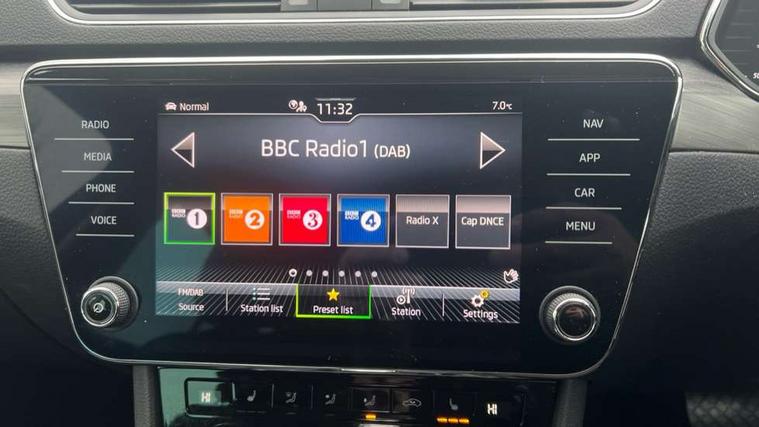 RADIO
MEDIA
PHONE
VOICE
Normal
11:32
7.0°C
BBC Radio1 (DAB)
BBC RADIO 1
BBC RADIO 2
BBC RADIO 3
BBC RADIO 4
Radio X
Cap DNCE
FM/DAB
Source
Station list
Preset list
Station
Settings
NAV
APP
CAR
MENU
HI
HI